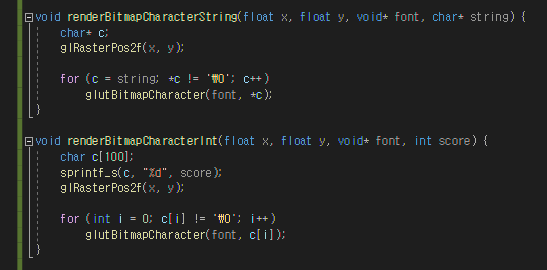 void renderBitmapCharacterString(float x, float y, void* font, char* string) {
char* c;
glRasterPos2f(x, y);
for (c = string; *c != '₩0'; c++)
glutBitmapCharacter(font, *c);
}
void renderBitmapCharacterInt(float x, float y, void* font, int score) {
char c[100];
sprintf_s(c, "%d", score);
glRasterPos2f(x, y);
for (int i = 0; c[i] != '₩0'; i++)
glutBitmapCharacter(font, c[i]);
}